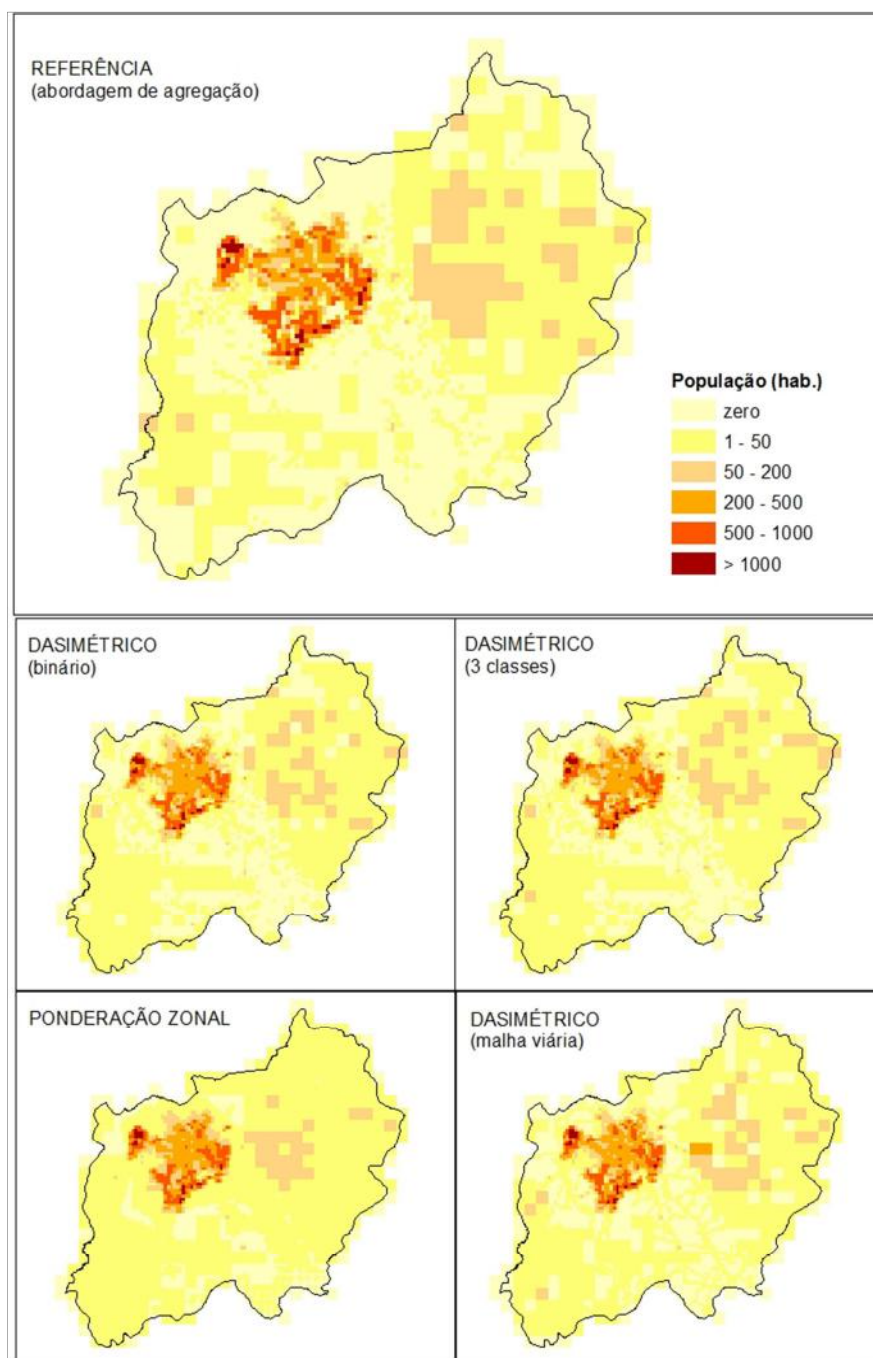 REFERÊNCIA
(abordagem de agregação)
População (hab.)
zero
1 - 50
50 - 200
200 - 500
500 - 1000
> 1000
DASIMÉTRICO
(binário)
DASIMÉTRICO
(3 classes)
PONDERAÇÃO ZONAL
DASIMÉTRICO
(malha viária)